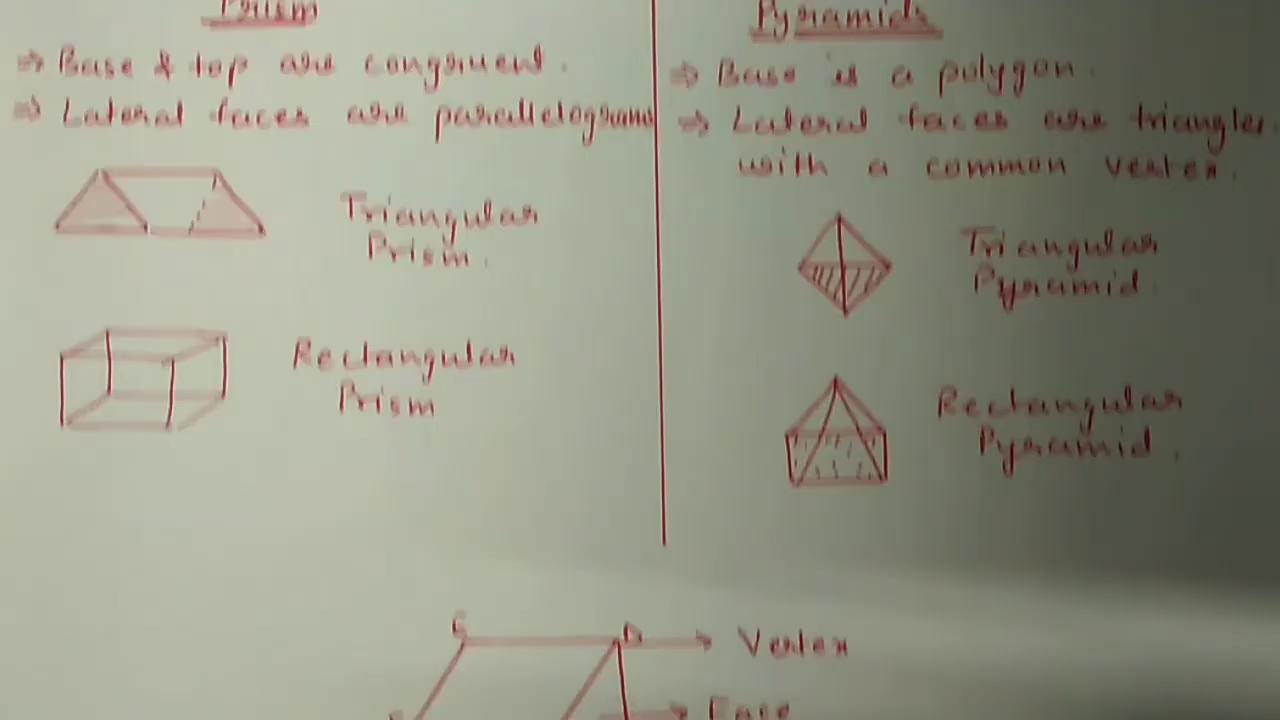 Prism
⇒ Base & top are congruent.
⇒ Lateral faces are parallelograms
Triangular
Prism.
Rectangular
Prism
Pyramids
⇒ Base is a polygon.
⇒ Lateral faces are triangles
with a common vertex.
Triangular
Pyramid.
Rectangular
Pyramid.
D → Vertex
→ Face